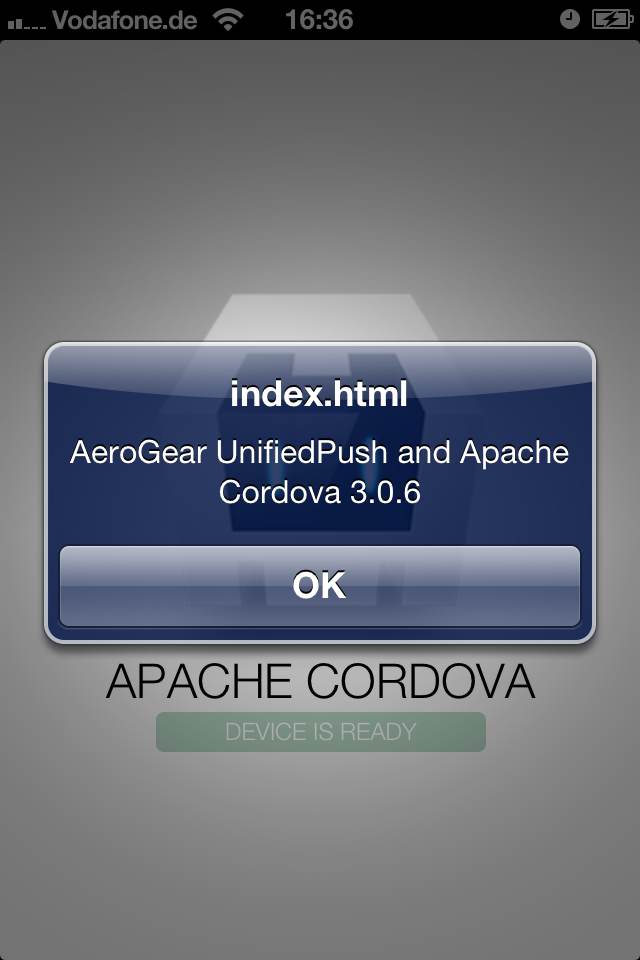 Vodafone.de 16:36
index.html
AeroGear UnifiedPush and Apache
Cordova 3.0.6
OK
APACHE CORDOVA
DEVICE IS READY